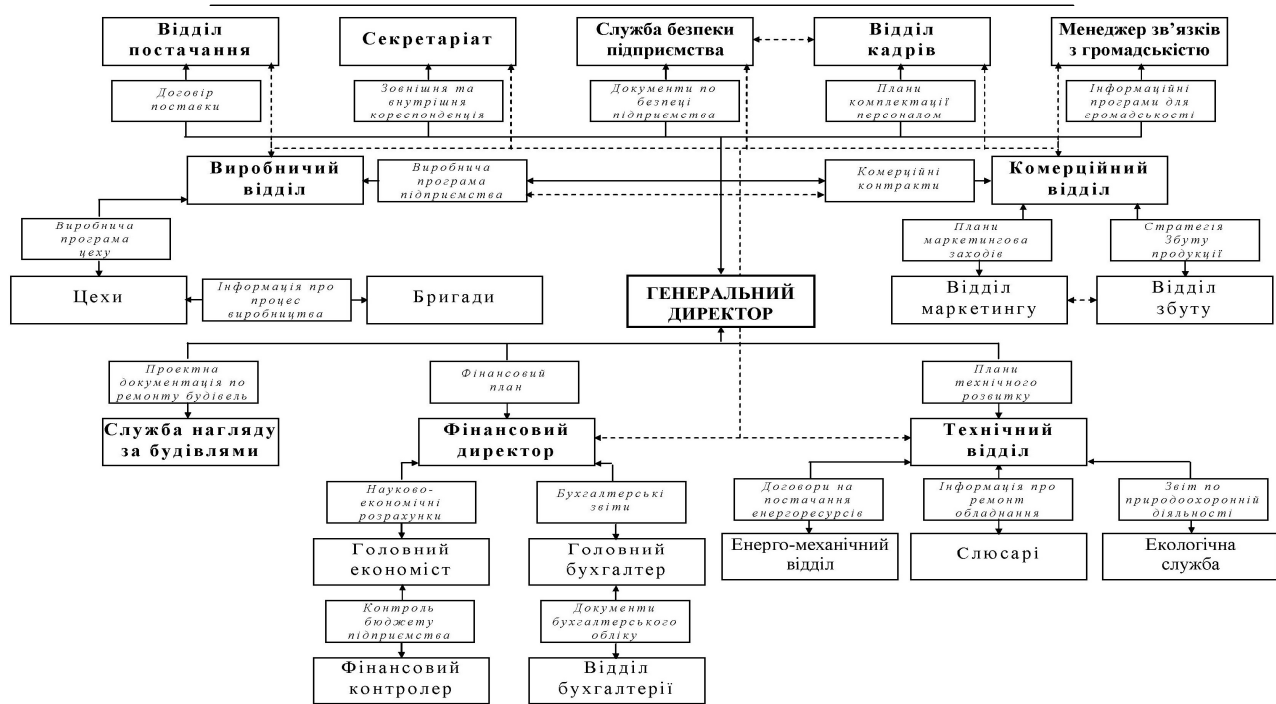 Відділ
постачання
Секретаріат
Служба безпеки
підприємства
Відділ
кадрів
Менеджер зв’язків
з громадськістю
Договір
поставки
Зовнішня та
внутрішня
кореспонденція
Документи по
безпеці
підприємства
Плани
комплектації
персоналом
Інформаційні
програми для
громадськості
Виробничий
відділ
Виробнича
програма
підприємства
Комерційні
контракти
Комерційний
відділ
Виробнича
програма
цеху
Плани
маркетингова
заходів
Стратегія
Збуту
продукції
Цехи
Інформація про
процес
виробництва
Бригади
ГЕНЕРАЛЬНИЙ
ДИРЕКТОР
Відділ
маркетингу
Відділ
збуту
Проектна
документація по
ремонту будівель
Фінансовий
план
Плани
технічного
розвитку
Служба нагляду
за будівлями
Фінансовий
директор
Технічний
відділ
Науково-
економічні
розрахунки
Бухгалтерські
звіти
Договори на
постачання
енергоресурсів
Інформація про
ремонт
обладнання
Звіт по
природоохоронній
діяльності
Головний
економіст
Головний
бухгалтер
Енерго-механічний
відділ
Слюсарі
Екологічна
служба
Контроль
бюджету
підприємства
Документи
бухгалтерського
обліку
Фінансовий
контролер
Відділ
бухгалтерії